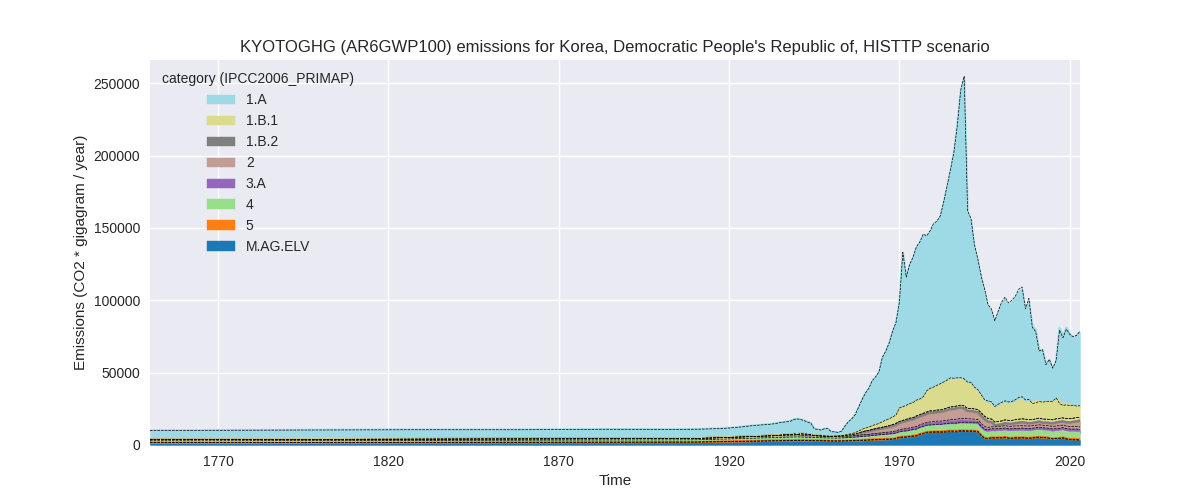 KYOTOGHG (AR6GWP100) emissions for Korea, Democratic People's Republic of, HISTTP scenario
category (IPCC2006_PRIMAP)
1.A
1.B.1
1.B.2
2
3.A
4
5
M.AG.ELV
Emissions (CO2 * gigagram / year)
250000
200000
150000
100000
50000
0
1770
1820
1870
1920
1970
2020
Time